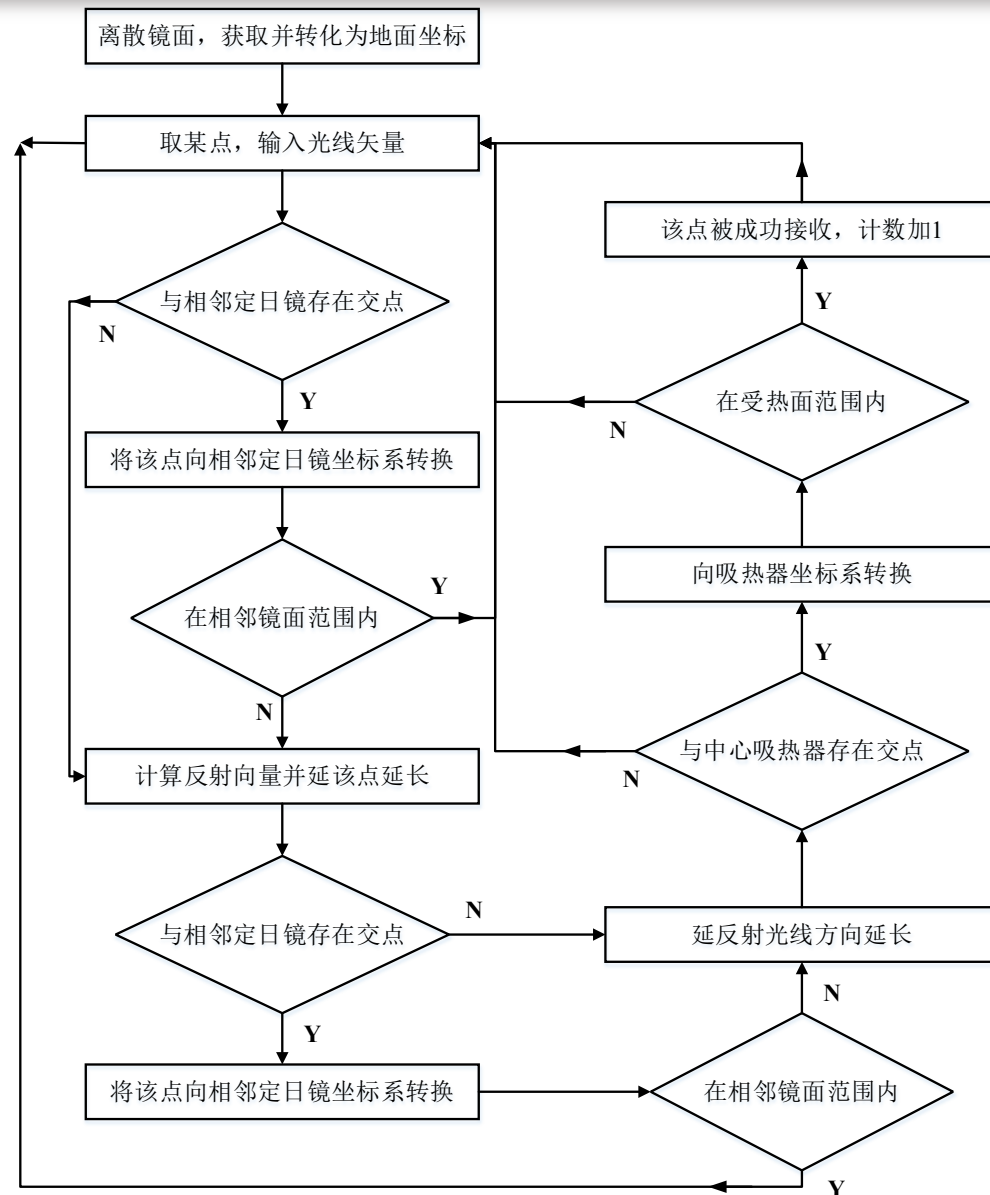 离散镜面，获取并转化为地面坐标
取某点，输入光线矢量
与相邻定日镜存在交点
N
Y
将该点向相邻定日镜坐标系转换
在相邻镜面范围内
Y
N
计算反射向量并延该点延长
与相邻定日镜存在交点
N
Y
将该点向相邻定日镜坐标系转换
在相邻镜面范围内
Y
N
延反射光线方向延长
与中心吸热器存在交点
N
Y
向吸热器坐标系转换
在受热面范围内
N
Y
该点被成功接收，计数加1